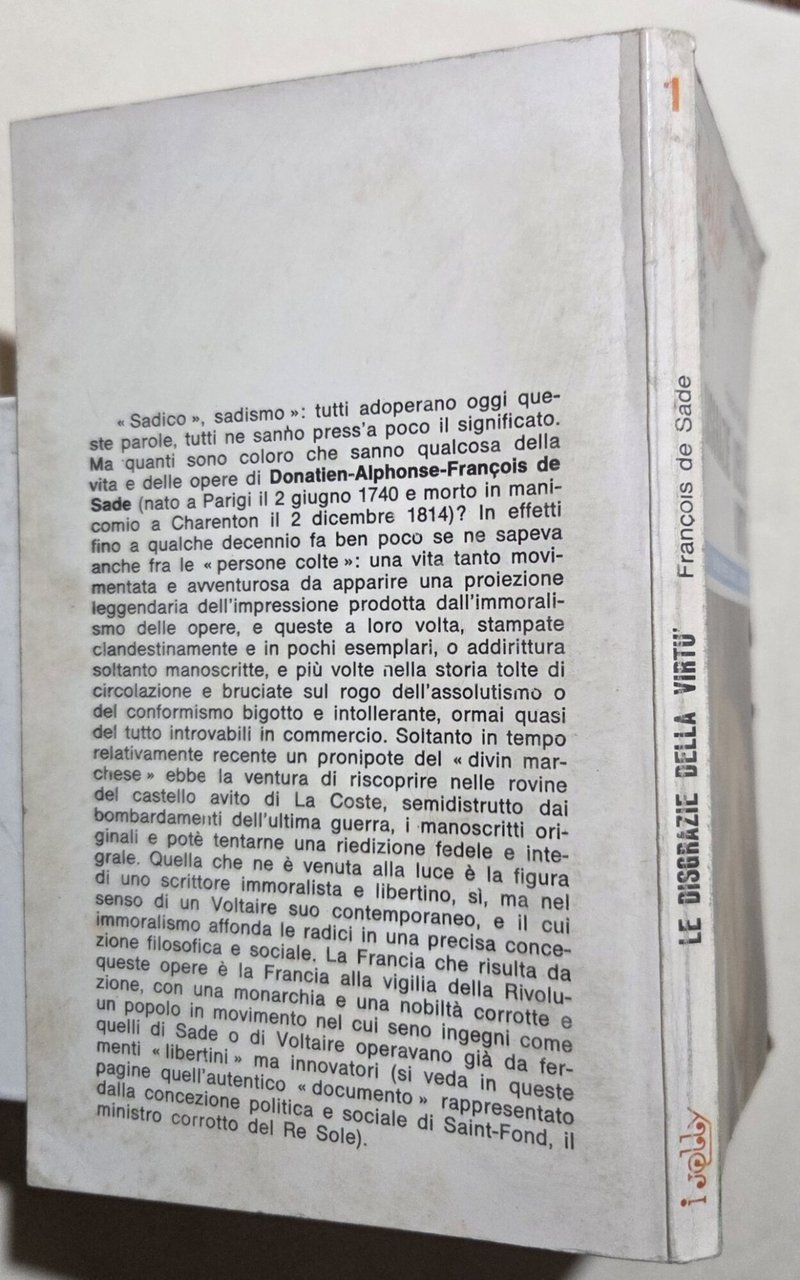 « Sadico », sadismo »: tutti adoperano oggi que-
ste parole, tutti ne sanno press'a poco il significato.
Ma quanti sono coloro che sanno qualcosa della
vita e delle opere di Donatien-Alphonse-François de
Sade (nato a Parigi il 2 giugno 1740 e morto in mani-
comio a Charenton il 2 dicembre 1814)? In effetti
fino a qualche decennio fa ben poco se ne sapeva
anche fra le « persone colte »: una vita tanto movi-
mentata e avventurosa da apparire una proiezione
leggendaria dell'impressione prodotta dall'immorali-
smo delle opere, e queste a loro volta, stampate
clandestinamente e in pochi esemplari, o addirittura
soltanto manoscritte, e più volte nella storia tolte di
circolazione e bruciate sul rogo dell'assolutismo o
del conformismo bigotto e intollerante, ormai quasi
del tutto introvabili in commercio. Soltanto in tempo
relativamente recente un pronipote del « divin mar-
chese » ebbe la ventura di riscoprire nelle rovine
del castello avito di La Coste, semidistrutto dai
bombardamenti dell'ultima guerra, i manoscritti ori-
ginali e potè tentarne una riedizione fedele e inte-
grale. Quella che ne è venuta alla luce è la figura
di uno scrittore immoralista e libertino, sì, ma nel
senso di un Voltaire suo contemporaneo, e il cui
immoralismo affonda le radici in una precisa conce-
zione filosofica e sociale. La Francia che risulta da
queste opere è la Francia alla vigilia della Rivolu-
zione, con una monarchia e una nobiltà corrotte e
un popolo in movimento nel cui seno ingegni come
quelli di Sade o di Voltaire operavano già da fer-
menti « libertini » ma innovatori (si veda in queste
pagine quell'autentico « documento » rappresentato
dalla concezione politica e sociale di Saint-Fond, il
ministro corrotto del Re Sole).
1
LE DISGRAZIE DELLA VIRTU' François de Sade
i jolly